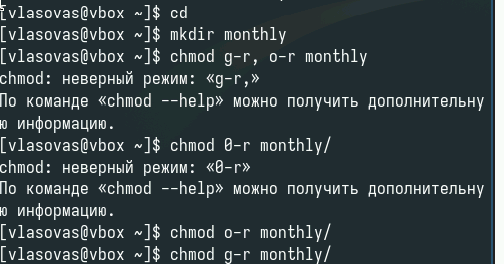 [vlasovas@vbox ~]$ cd
[vlasovas@vbox ~]$ mkdir monthly
[vlasovas@vbox ~]$ chmod g-r, o-r monthly
chmod: неверный режим: «g-r,»
По команде «chmod --help» можно получить дополнительну
ю информацию.
[vlasovas@vbox ~]$ chmod 0-r monthly/
chmod: неверный режим: «0-r»
По команде «chmod --help» можно получить дополнительну
ю информацию.
[vlasovas@vbox ~]$ chmod o-r monthly/
[vlasovas@vbox ~]$ chmod g-r monthly/